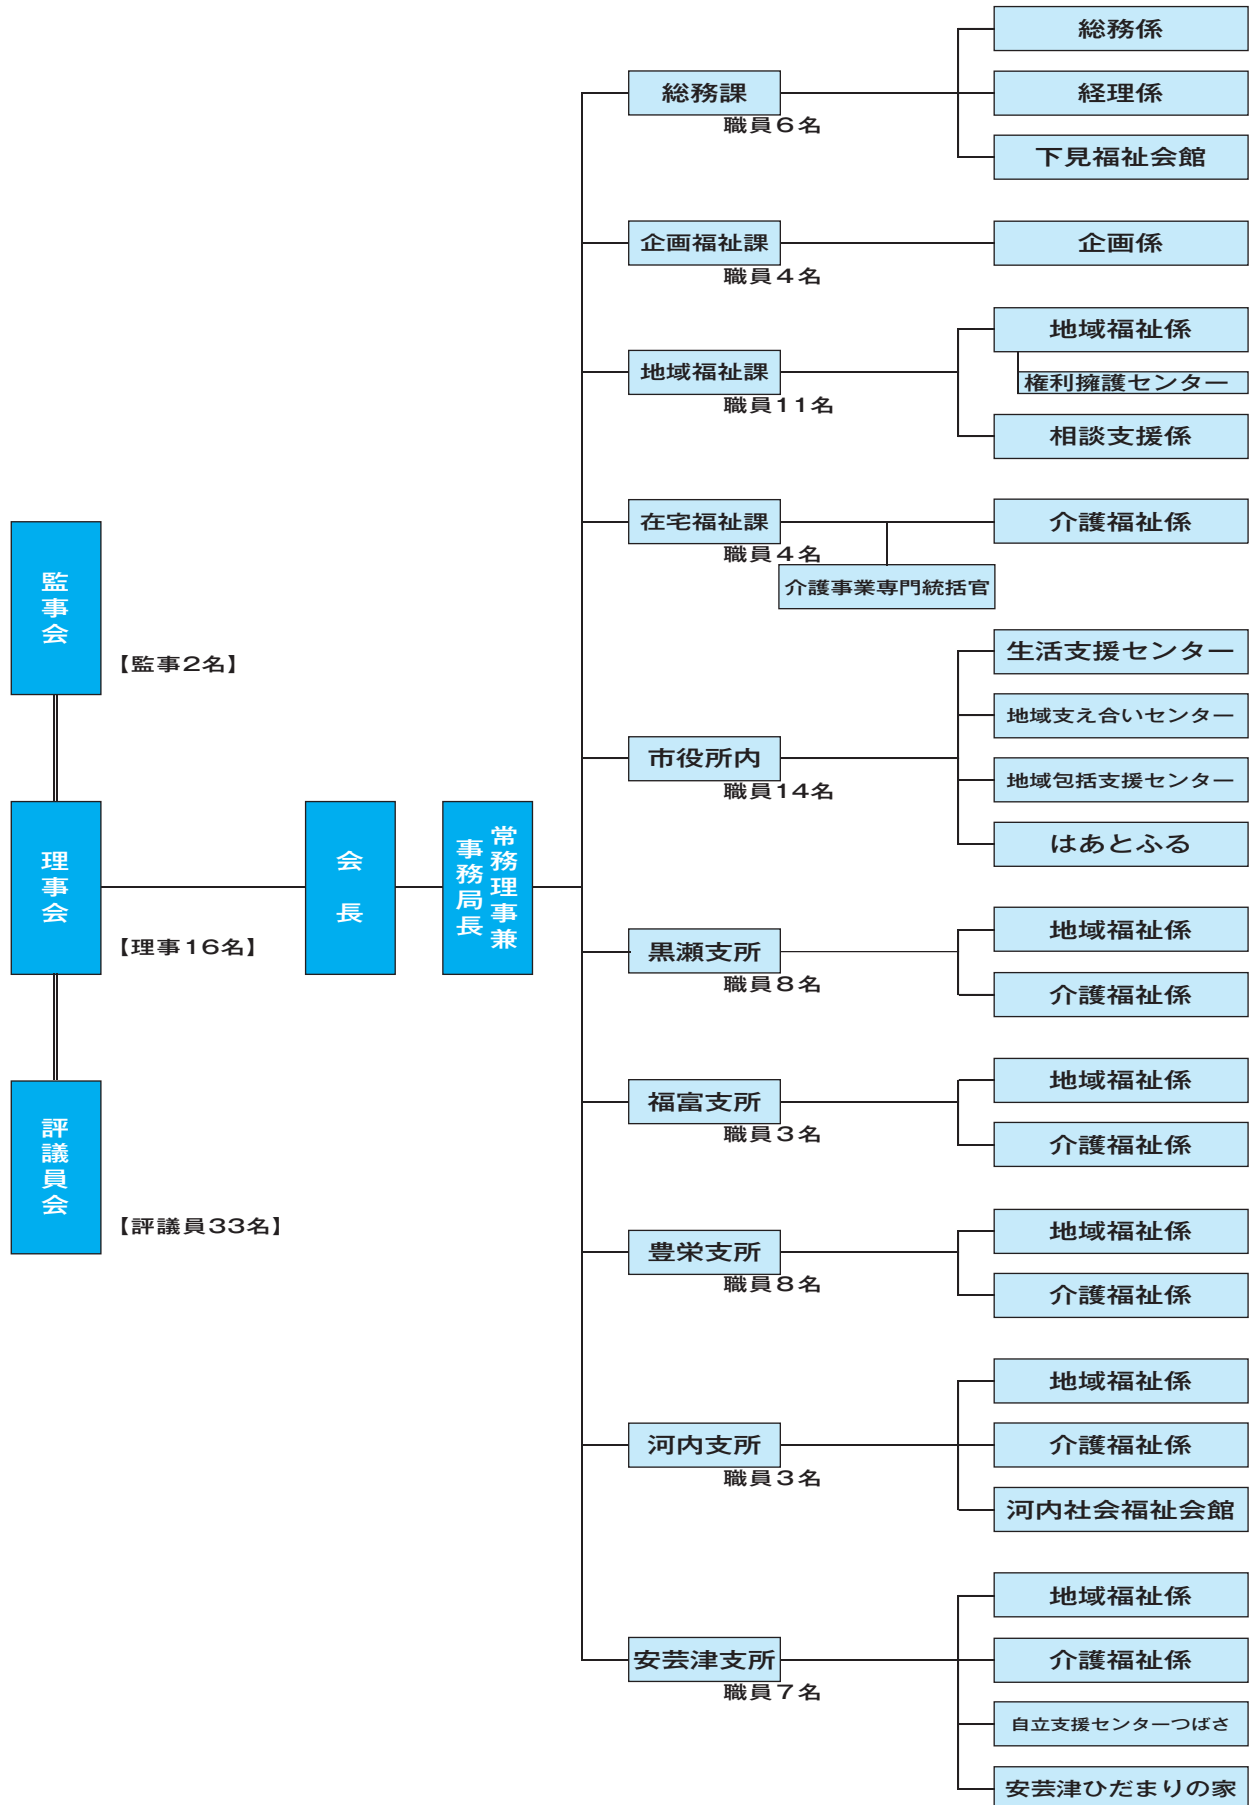 監事会
【監事2名】
理事会
【理事16名】
評議員会
【評議員33名】
会長
常務理事兼
事務局長
総務課
職員6名
総務係
経理係
下見福祉会館
企画福祉課
職員4名
企画係
地域福祉課
職員11名
地域福祉係
権利擁護センター
相談支援係
在宅福祉課
職員4名
介護事業専門統括官
介護福祉係
市役所内
職員14名
生活支援センター
地域支え合いセンター
地域包括支援センター
はあとふる
黒瀬支所
職員8名
地域福祉係
介護福祉係
福富支所
職員3名
地域福祉係
介護福祉係
豊栄支所
職員8名
地域福祉係
介護福祉係
河内支所
職員3名
地域福祉係
介護福祉係
河内社会福祉会館
安芸津支所
職員7名
地域福祉係
介護福祉係
自立支援センターつばさ
安芸津ひだまりの家